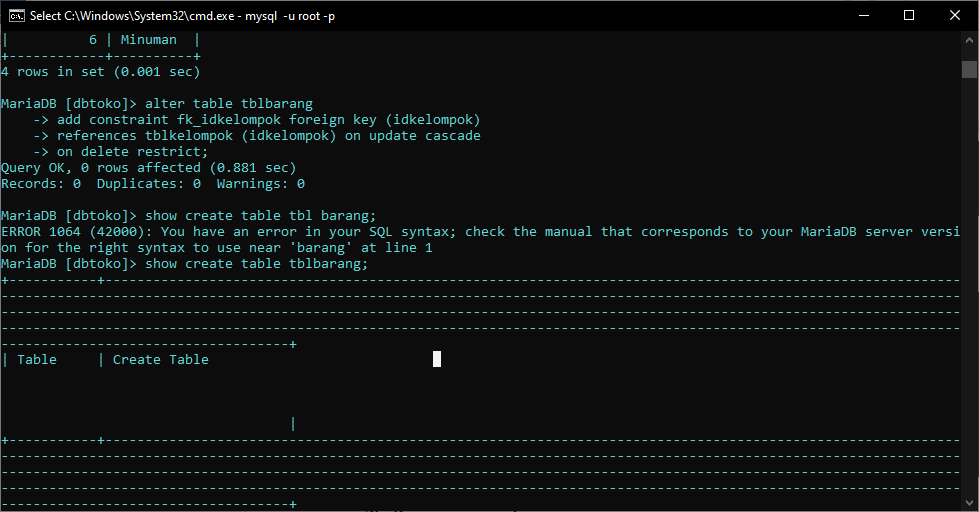 Select C:\Windows\System32\cmd.exe - mysql  -u root -p
|          6 | Minuman  |
+------------+----------+
4 rows in set (0.001 sec)
MariaDB [dbtoko]> alter table tblbarang
    -> add constraint fk_idkelompok foreign key (idkelompok)
    -> references tblkelompok (idkelompok) on update cascade
    -> on delete restrict;
Query OK, 0 rows affected (0.881 sec)
Records: 0  Duplicates: 0  Warnings: 0
MariaDB [dbtoko]> show create table tbl barang;
ERROR 1064 (42000): You have an error in your SQL syntax; check the manual that corresponds to your MariaDB server versi
on for the right syntax to use near 'barang' at line 1
MariaDB [dbtoko]> show create table tblbarang;
| Table     | Create Table